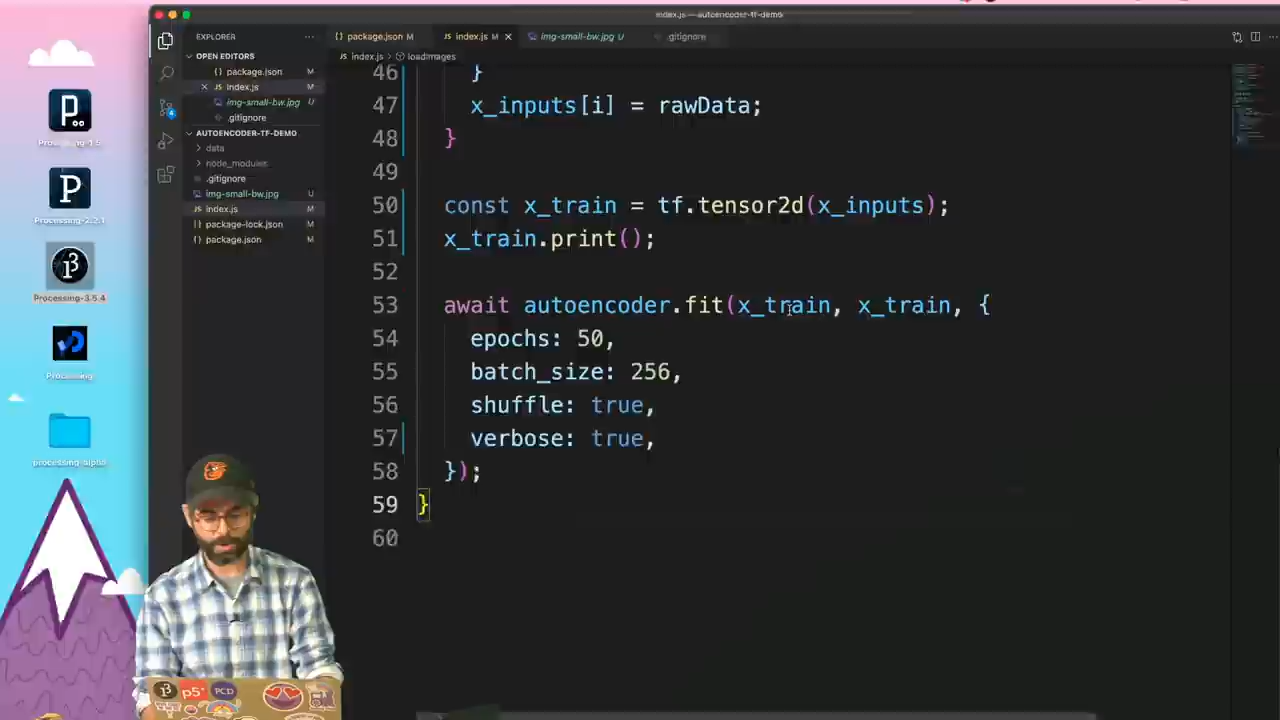 index.js — autoencoder-tf-demo
EXPLORER
package.json M
index.js M
img-small-bw.jpg U
.gitignore
OPEN EDITORS
package.json M
index.js M
img-small-bw.jpg U
.gitignore
AUTOENCODER-TF-DEMO
data
node_modules
.gitignore
img-small-bw.jpg U
index.js M
package-lock.json M
package.json M
index.js > loadImages
46 }
47 x_inputs[i] = rawData;
48 }
49
50 const x_train = tf.tensor2d(x_inputs);
51 x_train.print();
52
53 await autoencoder.fit(x_train, x_train, {
54 epochs: 50,
55 batch_size: 256,
56 shuffle: true,
57 verbose: true,
58 });
59 }
60
Processing-2.2.1
Processing-3.5.4
Processing
processing-alpha
p5*
PCD